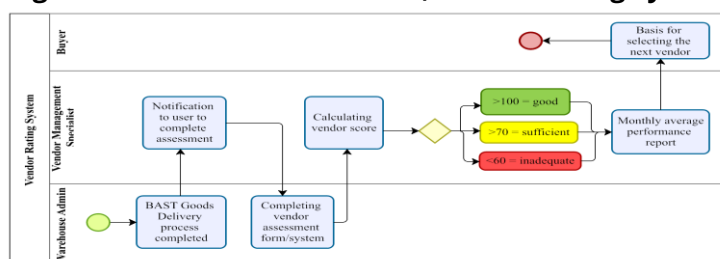 Vendor Rating System
Buyer
Basis for
selecting the
next vendor
Vendor Management
Specialist
Notification
to user to
complete
assessment
Calculating
vendor score
>100 = good
>70 = sufficient
<60 = inadequate
Monthly average
performance
report
Warehouse Admin
BAST Goods
Delivery
process
completed
Completing
vendor
assessment
form/system